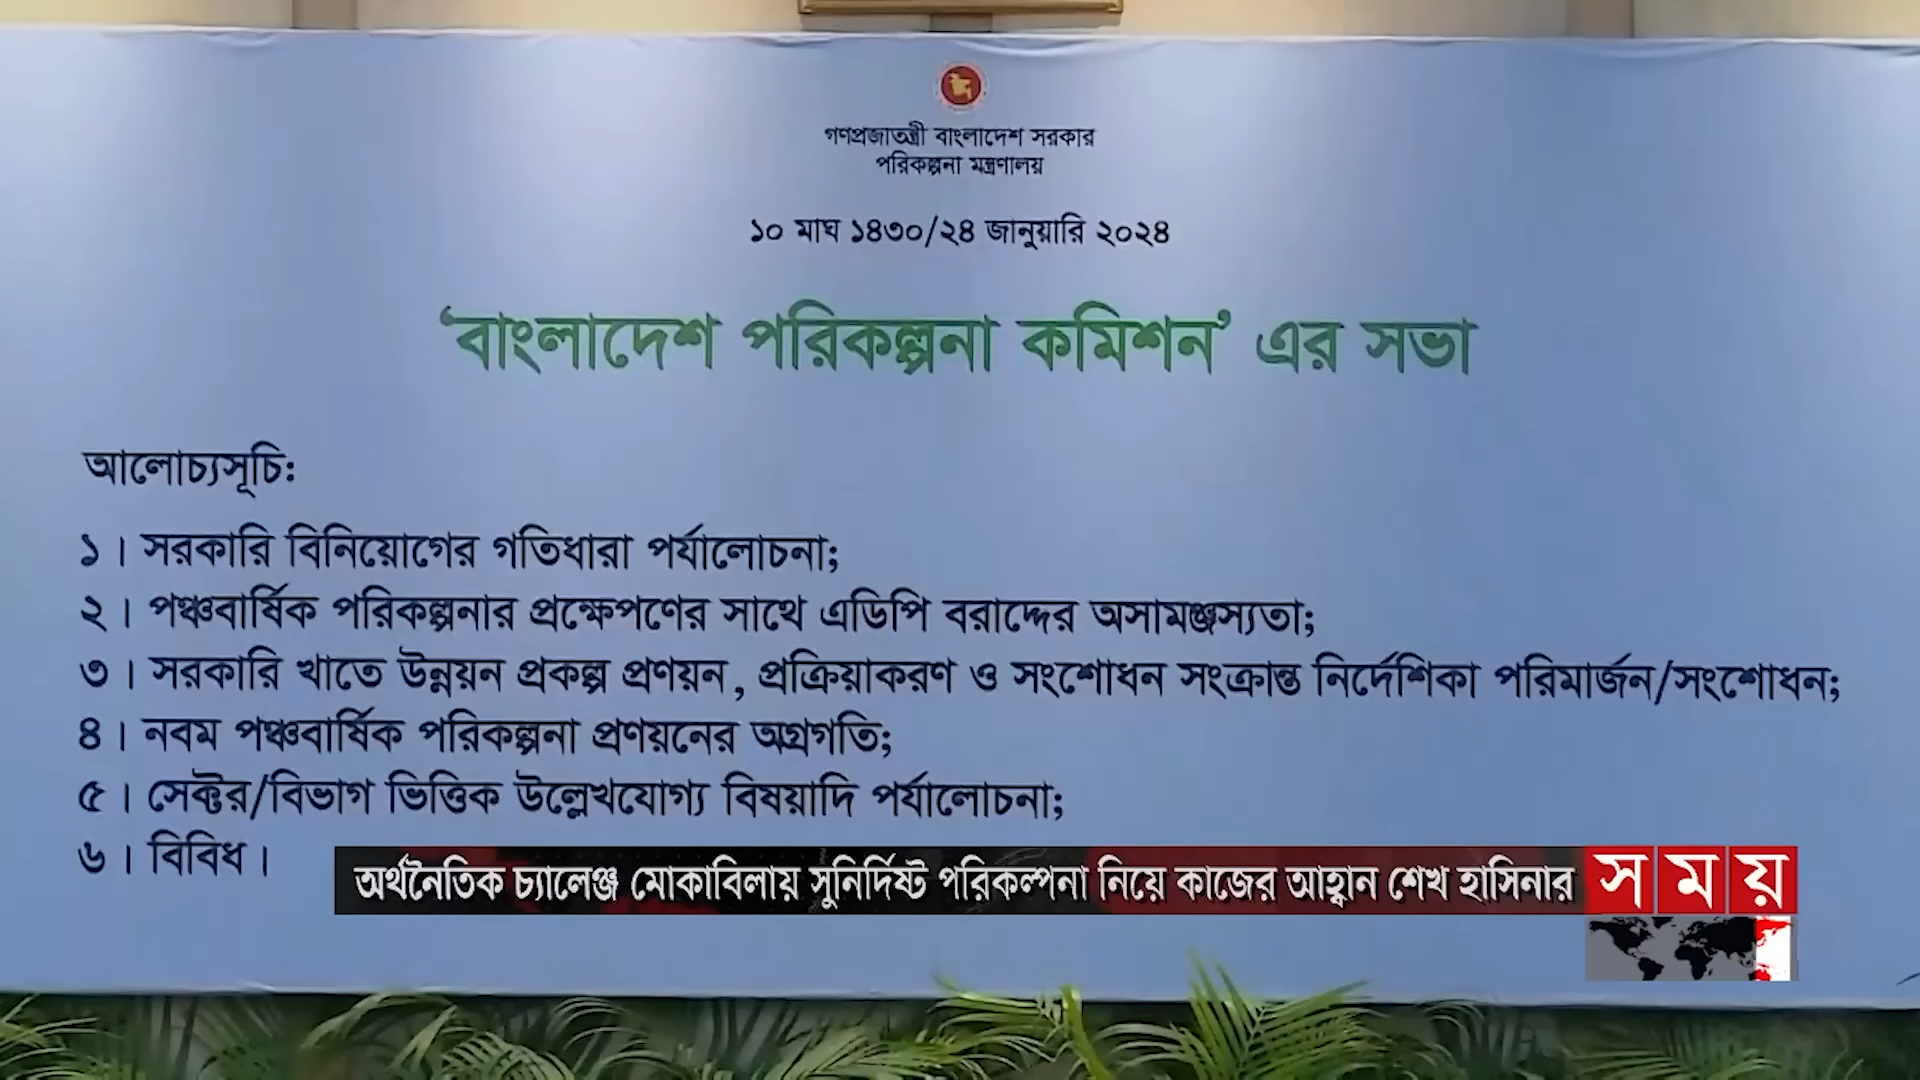 গণপ্রজাতন্ত্রী বাংলাদেশ সরকার
পরিকল্পনা মন্ত্রণালয়
১০ মাঘ ১৪৩০/২৪ জানুয়ারি ২০২৪
‘বাংলাদেশ পরিকল্পনা কমিশন’ এর সভা
আলোচ্যসূচি:
১। সরকারি বিনিয়োগের গতিধারা পর্যালোচনা;
২। পঞ্চবার্ষিক পরিকল্পনার প্রক্ষেপণের সাথে এডিপি বরাদ্দের অসামঞ্জস্যতা;
৩। সরকারি খাতে উন্নয়ন প্রকল্প প্রণয়ন, প্রক্রিয়াকরণ ও সংশোধন সংক্রান্ত নির্দেশিকা পরিমার্জন/সংশোধন;
৪। নবম পঞ্চবার্ষিক পরিকল্পনা প্রণয়নের অগ্রগতি;
৫। সেক্টর/বিভাগ ভিত্তিক উল্লেখযোগ্য বিষয়াদি পর্যালোচনা;
৬। বিবিধ।
অর্থনৈতিক চ্যালেঞ্জ মোকাবিলায় সুনির্দিষ্ট পরিকল্পনা নিয়ে কাজের আহ্বান শেখ হাসিনার
সময়